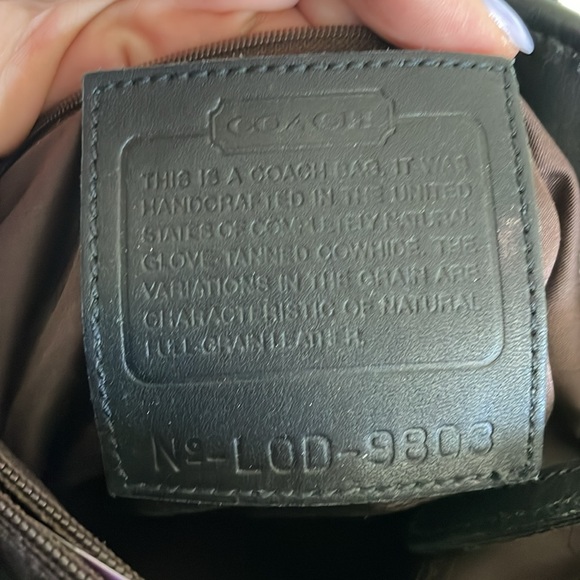 COACH
THIS IS A COACH BAG. IT WAS
HANDCRAFTED IN THE UNITED
STATES OF COMPLETELY NATURAL
GLOVE TANNED COWHIDE. THE
VARIATIONS IN THE GRAIN ARE
CHARACTERISTIC OF NATURAL
FULL GRAIN LEATHER.
Nº-LOD-9803